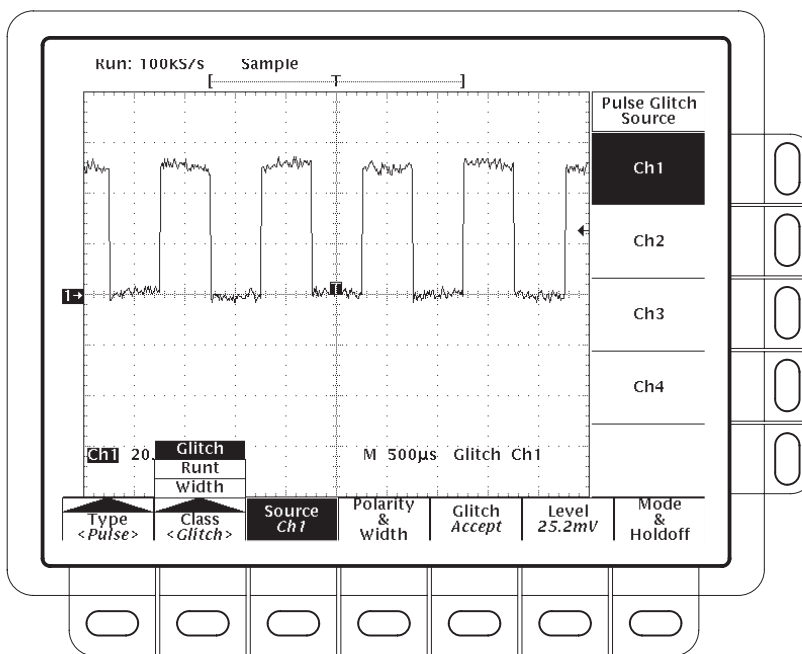 Run: 100kS/s Sample
[ T ]
Pulse Glitch
Source
Ch1
Ch2
Ch3
Ch4
T
1→
Ch1 20. M 500µs Glitch Ch1
Glitch
Runt
Width
Type
<Pulse>
Class
<Glitch>
Source
Ch1
Polarity
&
Width
Glitch
Accept
Level
25.2mV
Mode
&
Holdoff